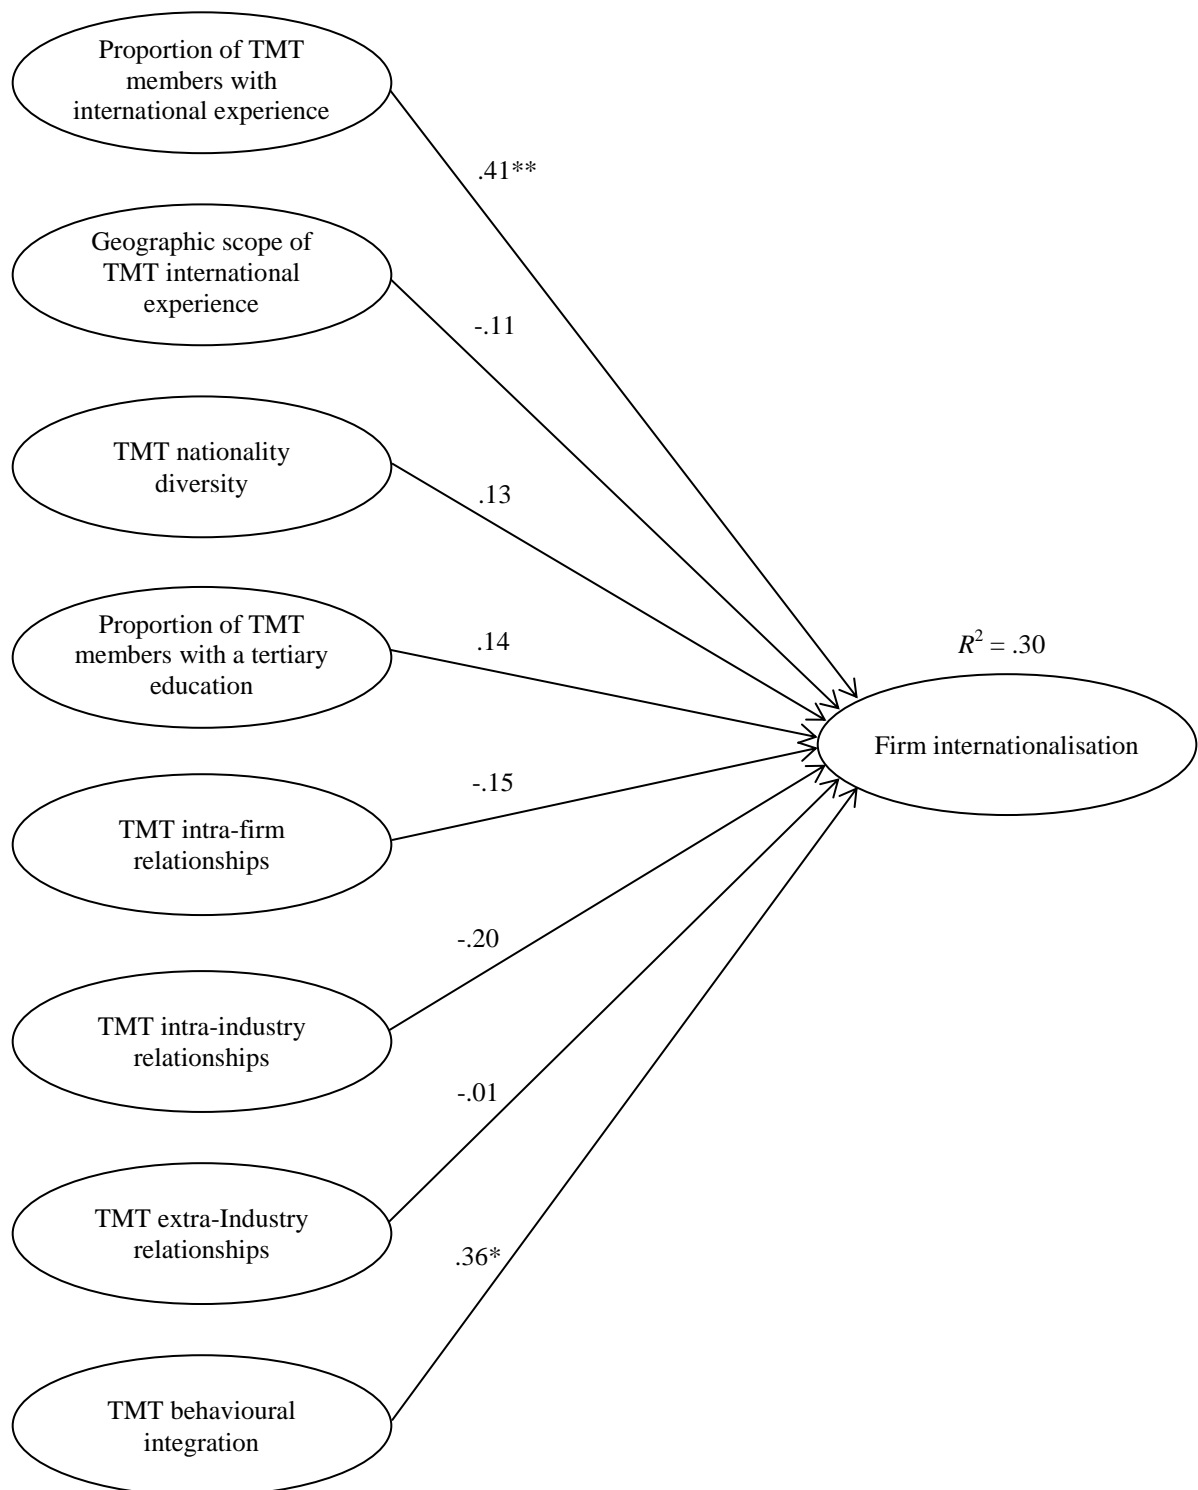 Proportion of TMT
members with
international experience
.41**
Geographic scope of
TMT international
experience
-.11
TMT nationality
diversity
.13
Proportion of TMT
members with a tertiary
education
.14
R² = .30
Firm internationalisation
TMT intra-firm
relationships
-.15
TMT intra-industry
relationships
-.20
TMT extra-Industry
relationships
-.01
TMT behavioural
integration
.36*